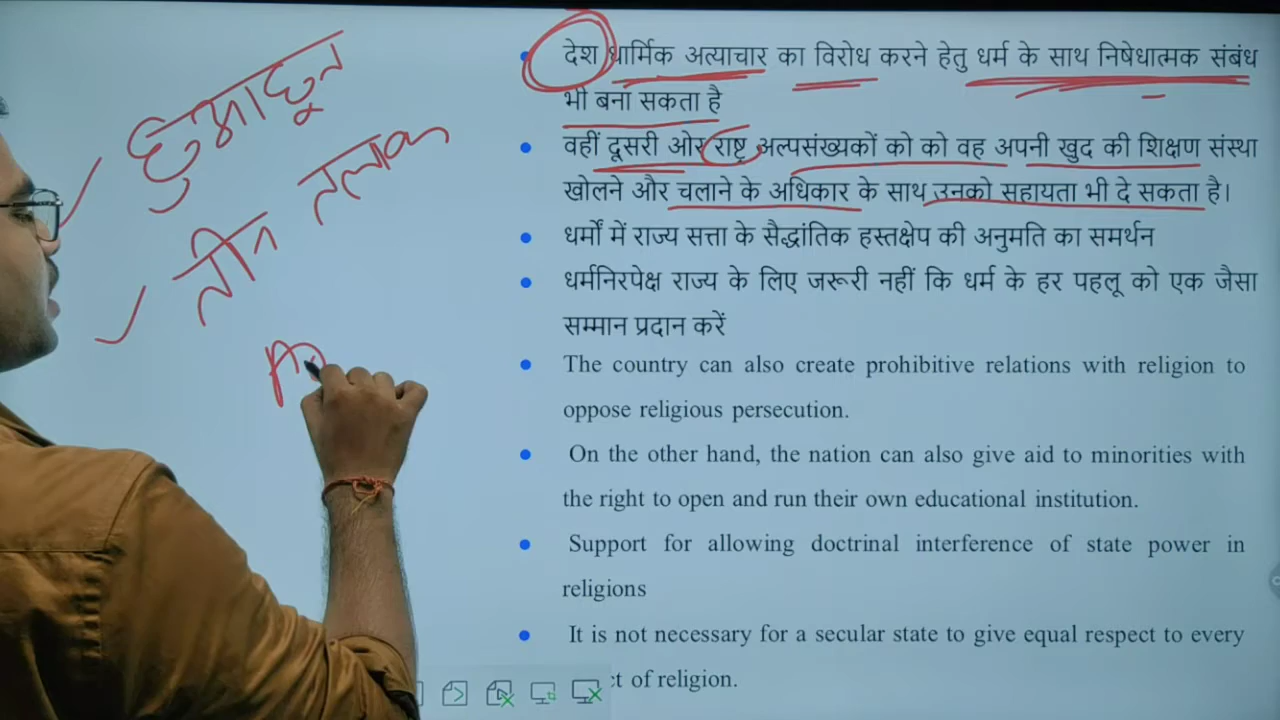 छुआछूत
तीन तलाक
देश धार्मिक अत्याचार का विरोध करने हेतु धर्म के साथ निषेधात्मक संबंध
भी बना सकता है
वहीं दूसरी ओर राष्ट्र अल्पसंख्यकों को को वह अपनी खुद की शिक्षण संस्था
खोलने और चलाने के अधिकार के साथ उनको सहायता भी दे सकता है।
धर्मों में राज्य सत्ता के सैद्धांतिक हस्तक्षेप की अनुमति का समर्थन
धर्मनिरपेक्ष राज्य के लिए जरूरी नहीं कि धर्म के हर पहलू को एक जैसा
सम्मान प्रदान करें
The country can also create prohibitive relations with religion to
oppose religious persecution.
On the other hand, the nation can also give aid to minorities with
the right to open and run their own educational institution.
Support for allowing doctrinal interference of state power in
religions
It is not necessary for a secular state to give equal respect to every
ct of religion.